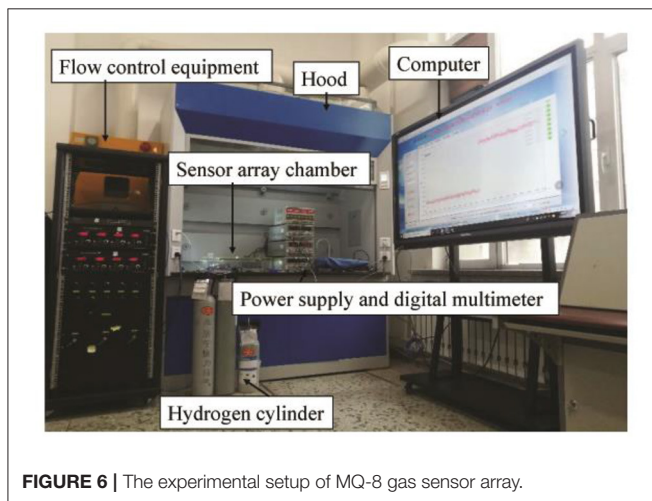 Flow control equipment
Hood
Computer
Sensor array chamber
Power supply and digital multimeter
Hydrogen cylinder
FIGURE 6 | The experimental setup of MQ-8 gas sensor array.